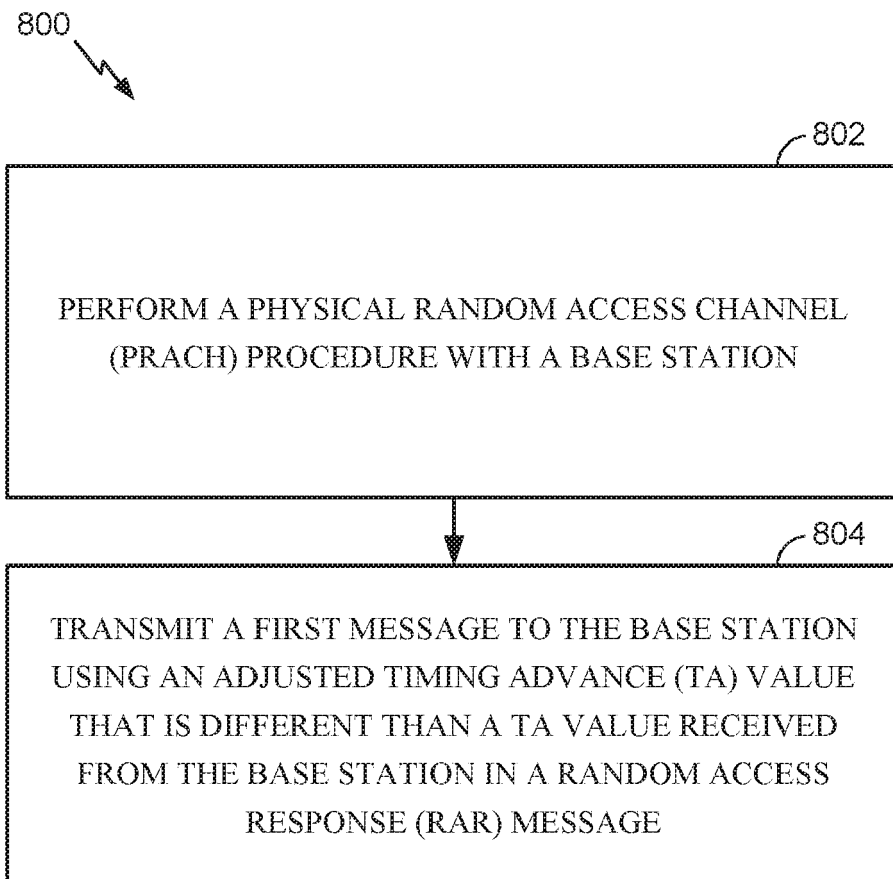 800
802
PERFORM A PHYSICAL RANDOM ACCESS CHANNEL
(PRACH) PROCEDURE WITH A BASE STATION
804
TRANSMIT A FIRST MESSAGE TO THE BASE STATION
USING AN ADJUSTED TIMING ADVANCE (TA) VALUE
THAT IS DIFFERENT THAN A TA VALUE RECEIVED
FROM THE BASE STATION IN A RANDOM ACCESS
RESPONSE (RAR) MESSAGE